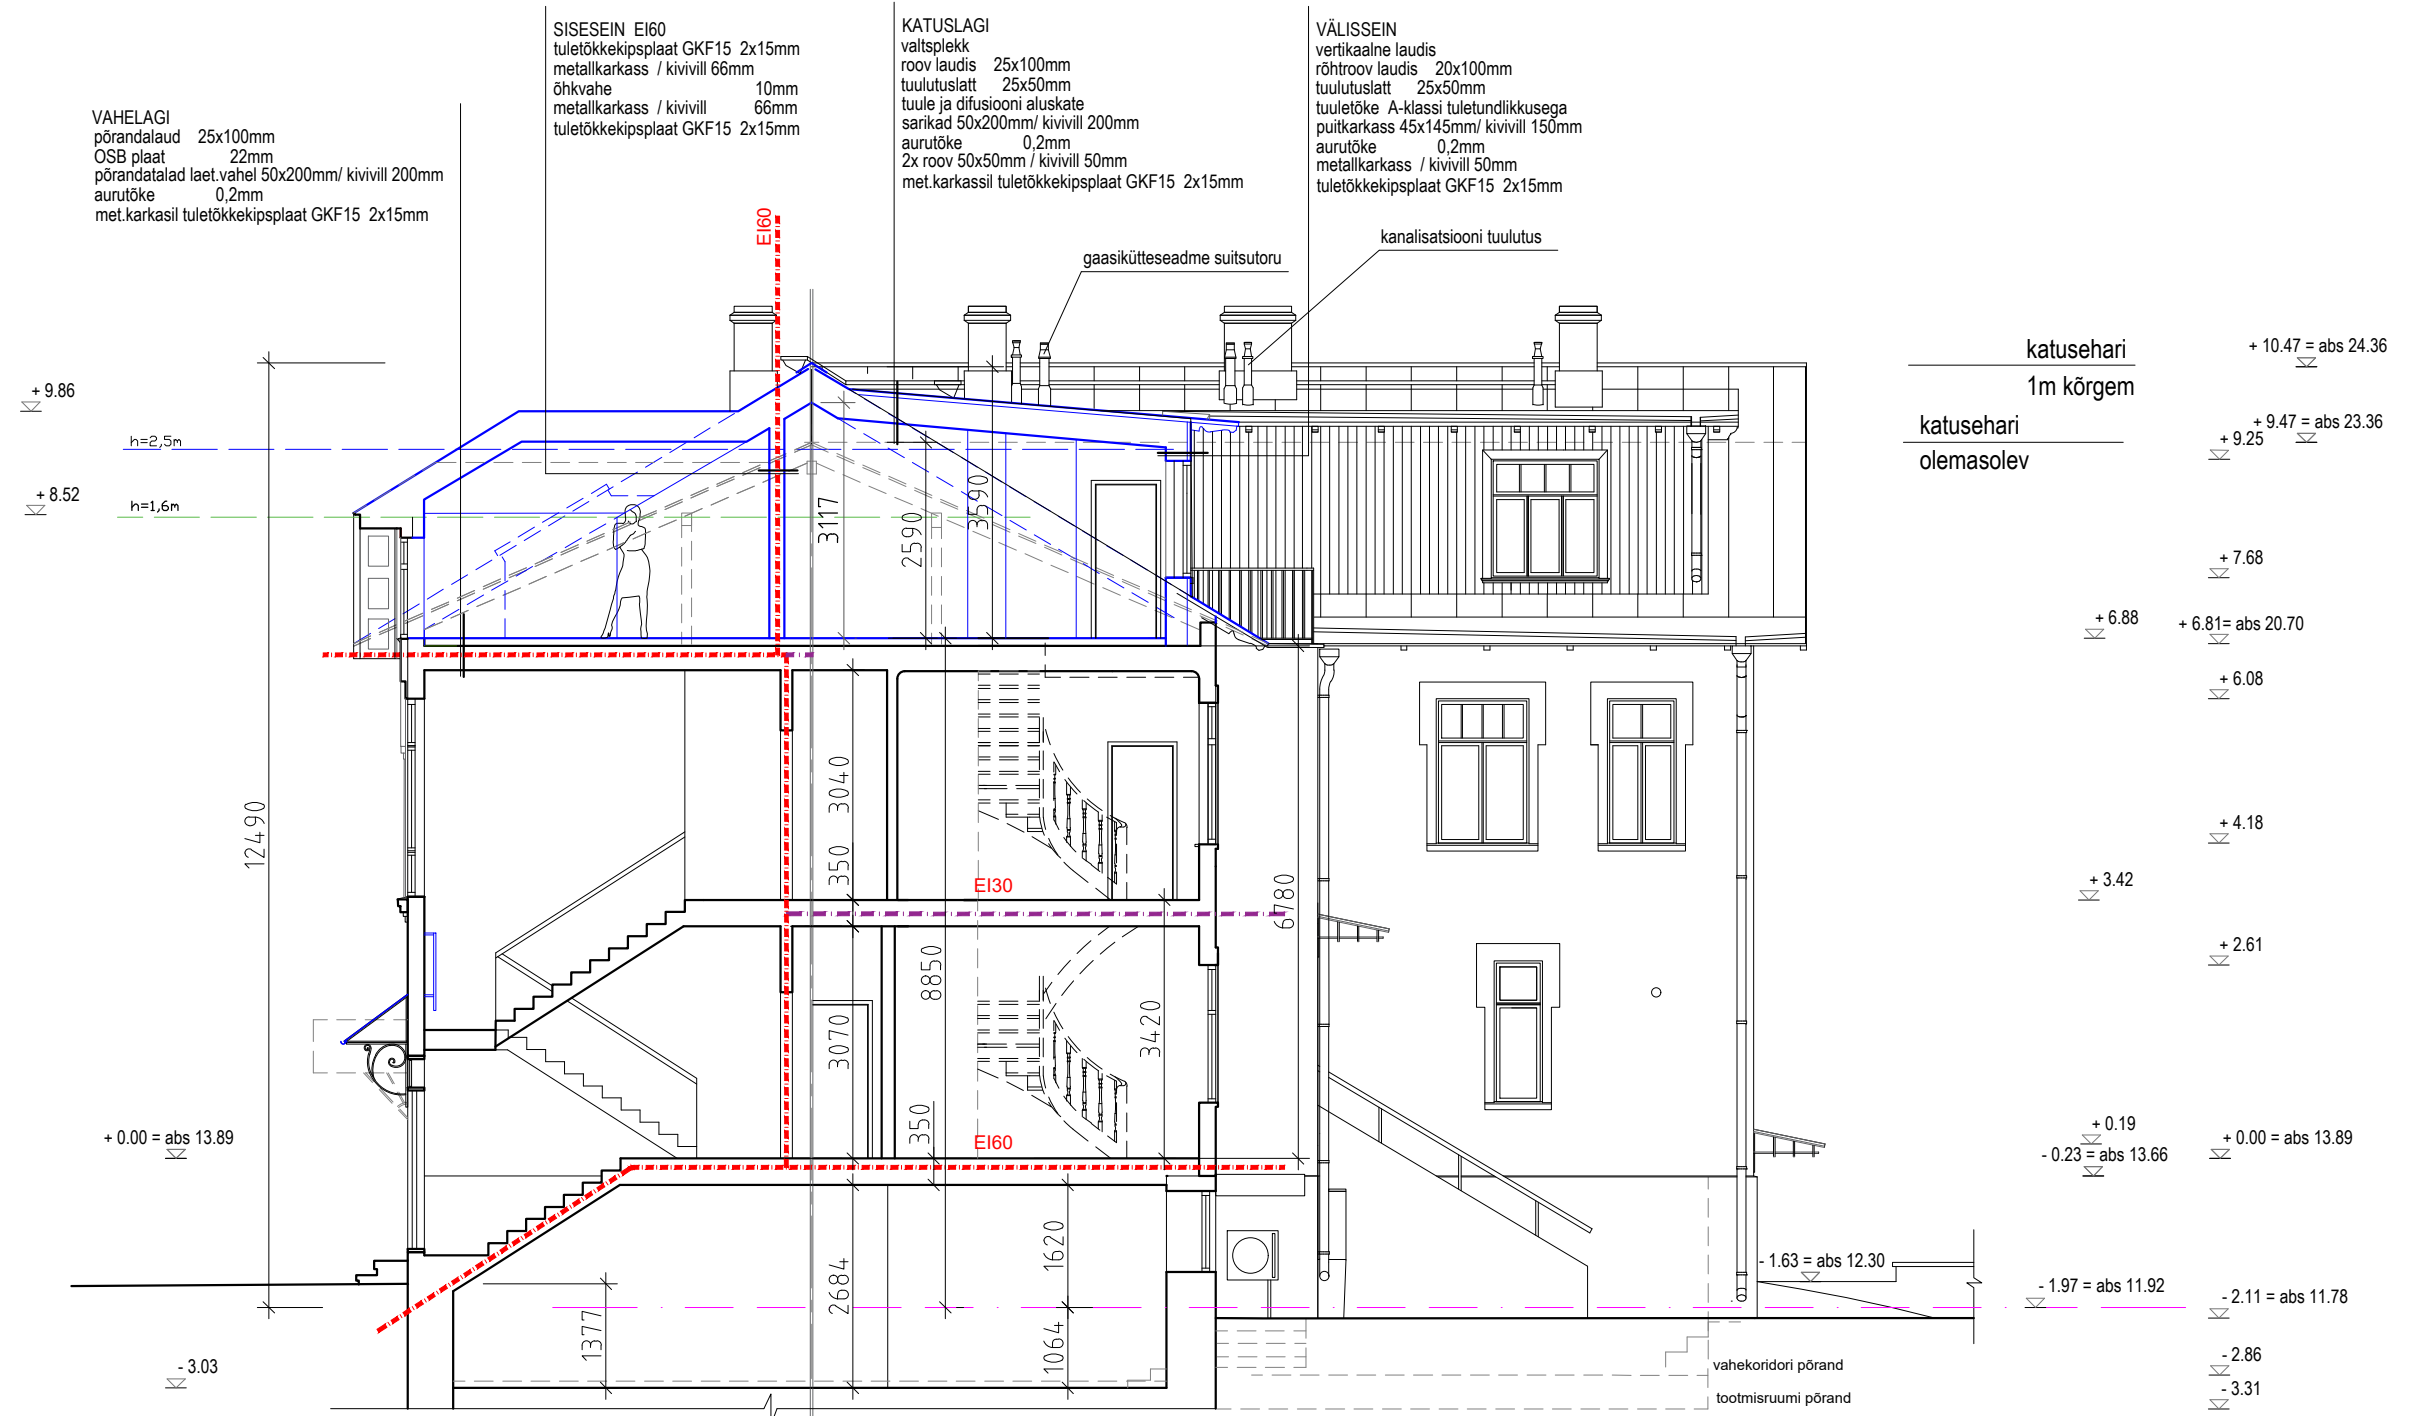 SISESEIN EI60
tuletõkkekipsplaat GKF15 2x15mm
metallkarkass / kivivill 66mm
õhkvahe 10mm
metallkarkass / kivivill 66mm
tuletõkkekipsplaat GKF15 2x15mm
KATUSLAGI
valtsplekk
roov laudis 25x100mm
tuulutuslatt 25x50mm
tuule ja difusiooni aluskate
sarikad 50x200mm/ kivivill 200mm
aurutõke 0,2mm
2x roov 50x50mm / kivivill 50mm
met.karkassil tuletõkkekipsplaat GKF15 2x15mm
VÄLISSEIN
vertikaalne laudis
rõhtroov laudis 20x100mm
tuulutuslatt 25x50mm
tuuletõke A-klassi tuletundlikkusega
puitkarkass 45x145mm/ kivivill 150mm
aurutõke 0,2mm
metallkarkass / kivivill 50mm
tuletõkkekipsplaat GKF15 2x15mm
VAHELAGI
põrandalaud 25x100mm
OSB plaat 22mm
põrandatalad laet.vahel 50x200mm/ kivivill 200mm
aurutõke 0,2mm
met.karkasil tuletõkkekipsplaat GKF15 2x15mm
EI60
gaasikütteseadme suitsutoru
kanalisatsiooni tuulutus
katusehari
1m kõrgem
katusehari
olemasolev
+ 10.47 = abs 24.36
+ 9.47 = abs 23.36
+ 9.25
+ 9.86
h=2,5m
+ 8.52
h=1,6m
3117
2590
3590
+ 7.68
+ 6.88
+ 6.81= abs 20.70
+ 6.08
12490
3040
350
EI30
6780
+ 4.18
+ 3.42
+ 2.61
8850
3070
3420
350
EI60
+ 0.00 = abs 13.89
+ 0.19
- 0.23 = abs 13.66
+ 0.00 = abs 13.89
1620
2684
1377
1064
- 1.63 = abs 12.30
- 1.97 = abs 11.92
- 2.11 = abs 11.78
- 3.03
vahekoridori põrand
- 2.86
tootmisruumi põrand
- 3.31